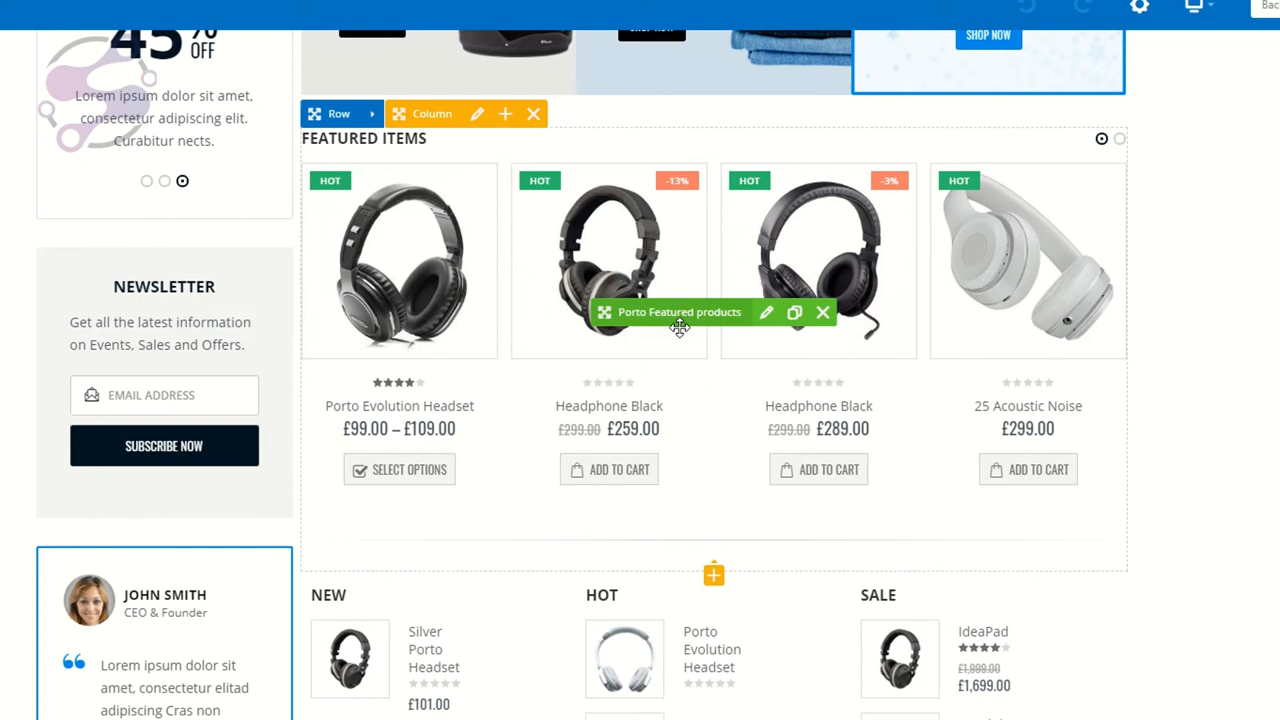 Bac
45%
OFF
Lorem ipsum dolor sit amet,
consectetur adipiscing elit.
Curabitur nects.
SHOP NOW
Row
Column
FEATURED ITEMS
HOT
HOT
-13%
HOT
-3%
HOT
Porto Featured products
Porto Evolution Headset
£99.00 – £109.00
SELECT OPTIONS
Headphone Black
£299.00 £259.00
ADD TO CART
Headphone Black
£299.00 £289.00
ADD TO CART
25 Acoustic Noise
£299.00
ADD TO CART
NEWSLETTER
Get all the latest information
on Events, Sales and Offers.
EMAIL ADDRESS
SUBSCRIBE NOW
JOHN SMITH
CEO & Founder
Lorem ipsum dolor sit
amet, consectetur elitad
adipiscing Cras non
NEW
Silver
Porto
Headset
£101.00
HOT
Porto
Evolution
Headset
SALE
IdeaPad
£1,999.00
£1,699.00